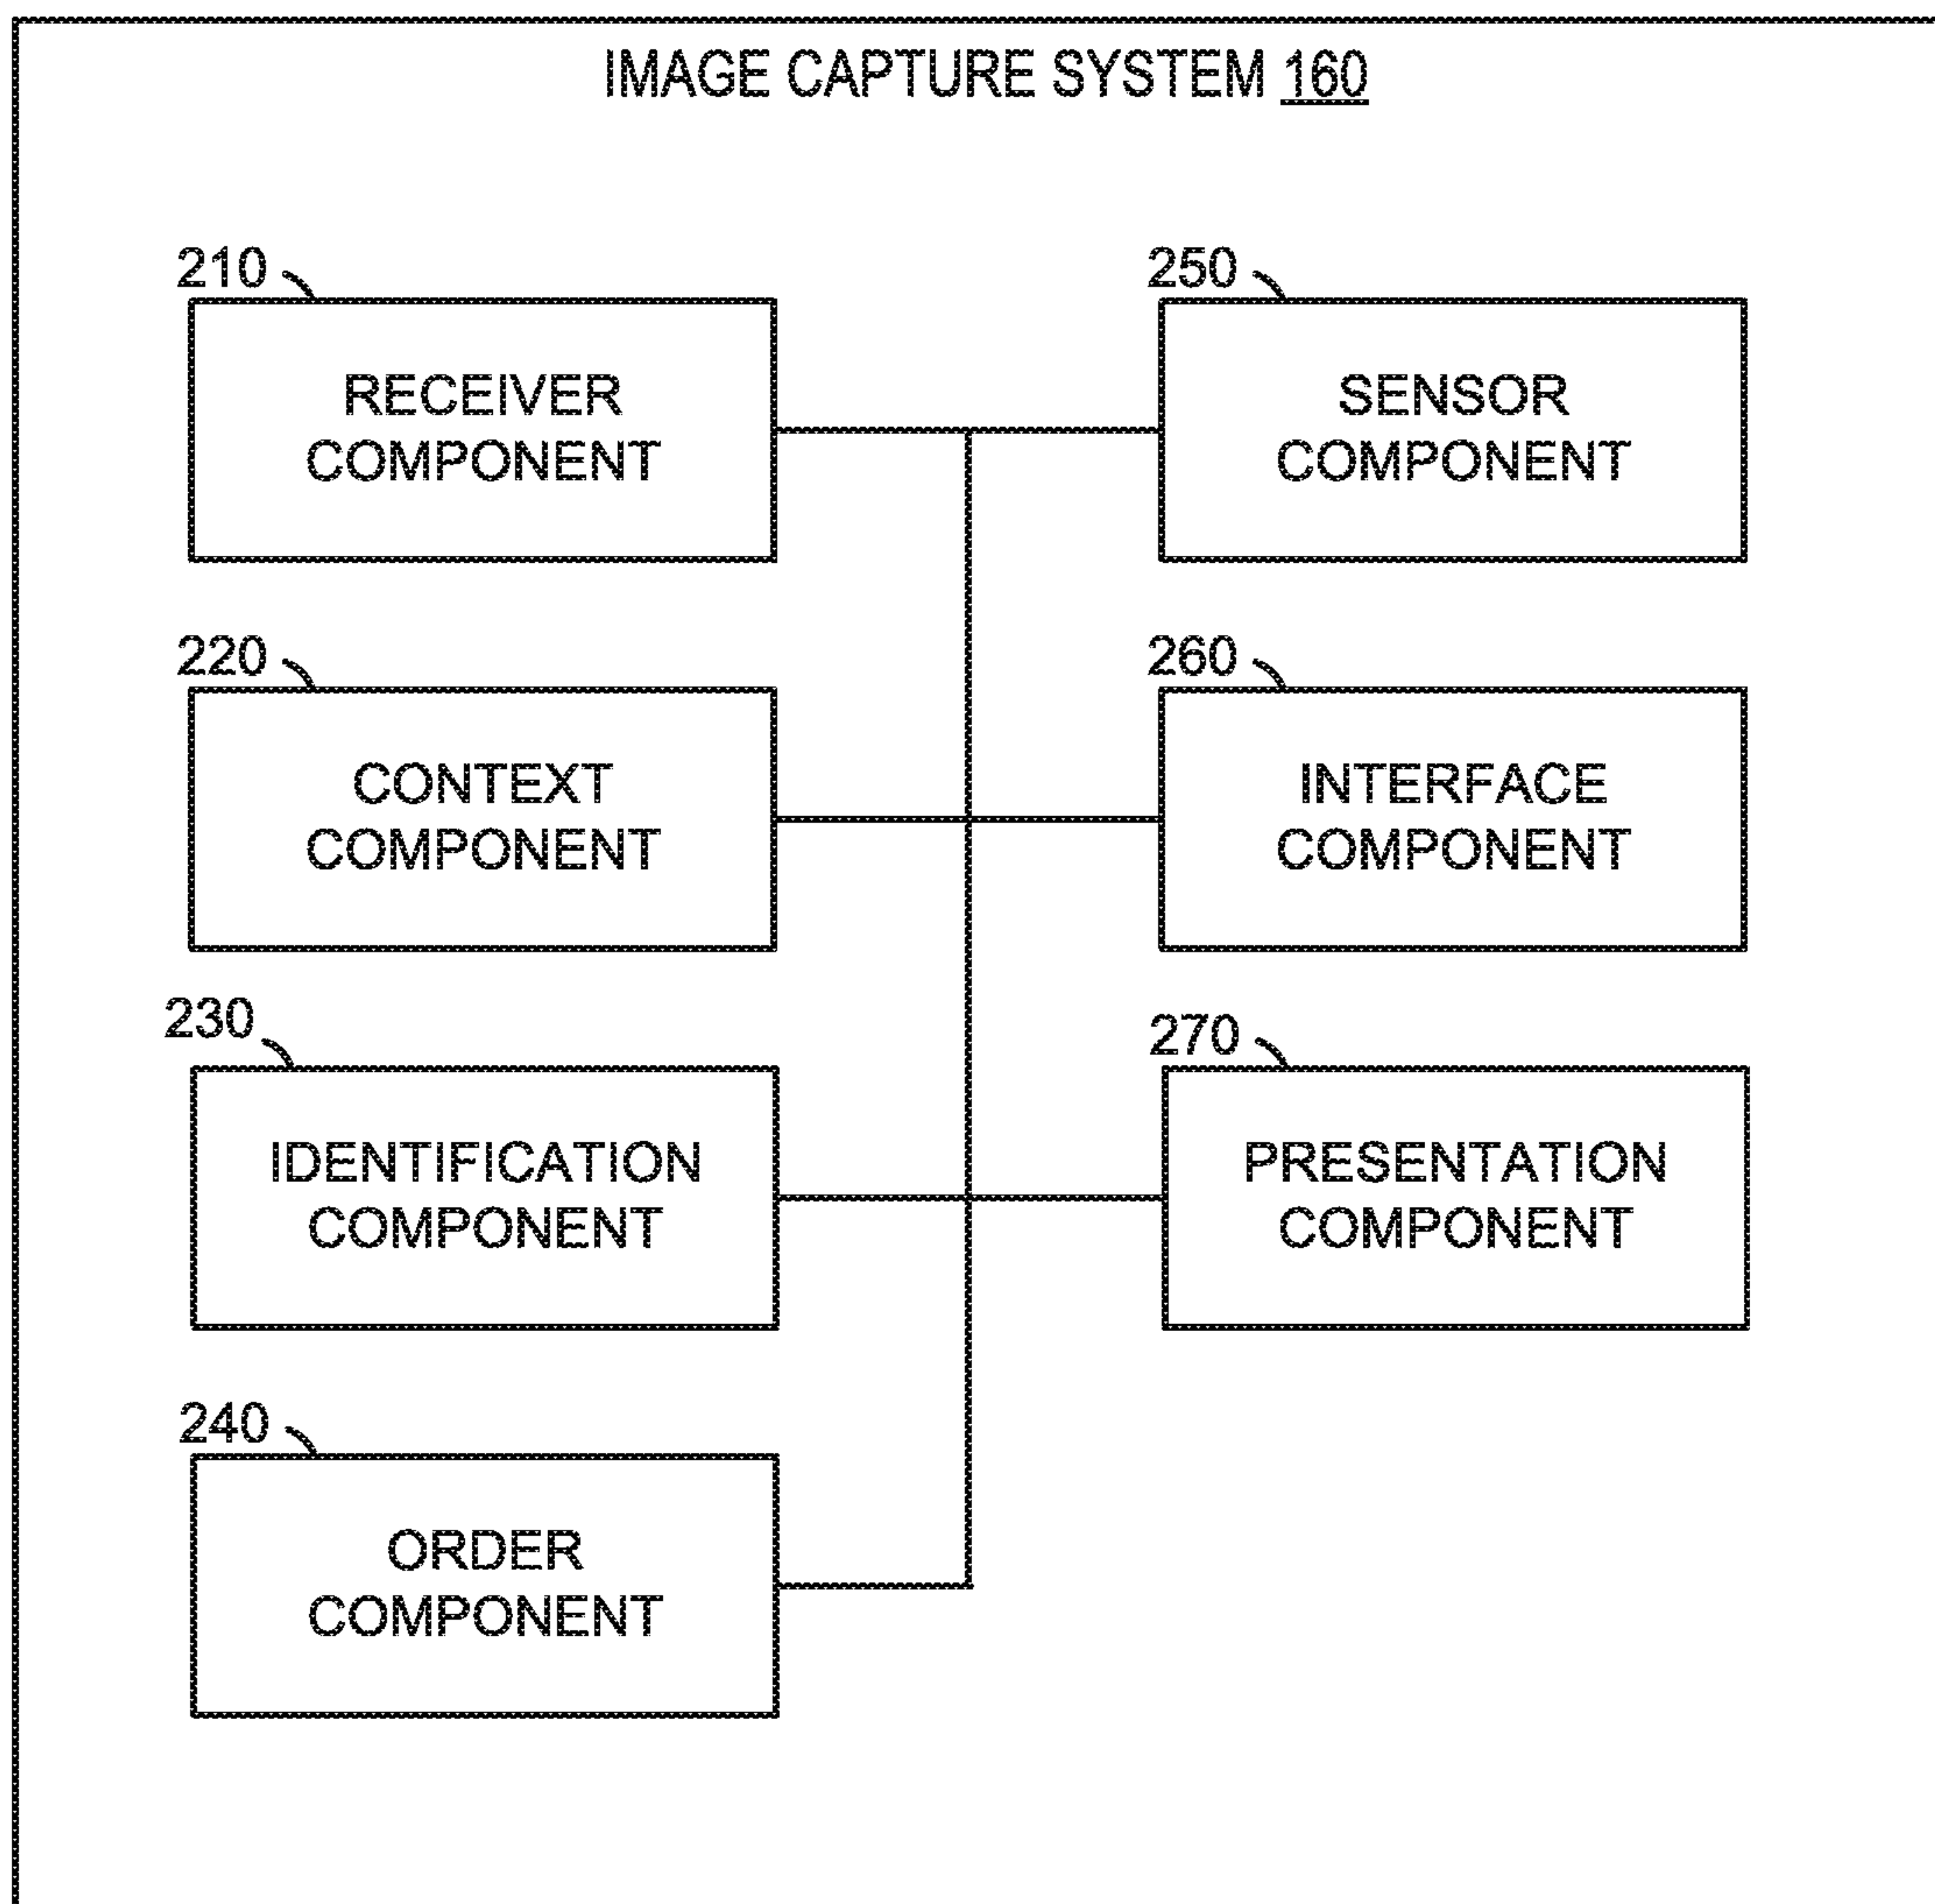 IMAGE CAPTURE SYSTEM 160
210
RECEIVER
COMPONENT
250
SENSOR
COMPONENT
220
CONTEXT
COMPONENT
260
INTERFACE
COMPONENT
230
IDENTIFICATION
COMPONENT
270
PRESENTATION
COMPONENT
240
ORDER
COMPONENT